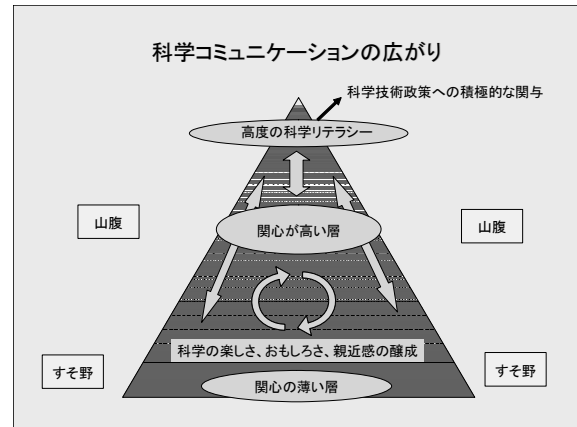 科学コミュニケーションの広がり
科学技術政策への積極的な関与
高度の科学リテラシー
山腹
関心が高い層
山腹
科学の楽しさ、おもしろさ、親近感の醸成
すそ野
関心の薄い層
すそ野